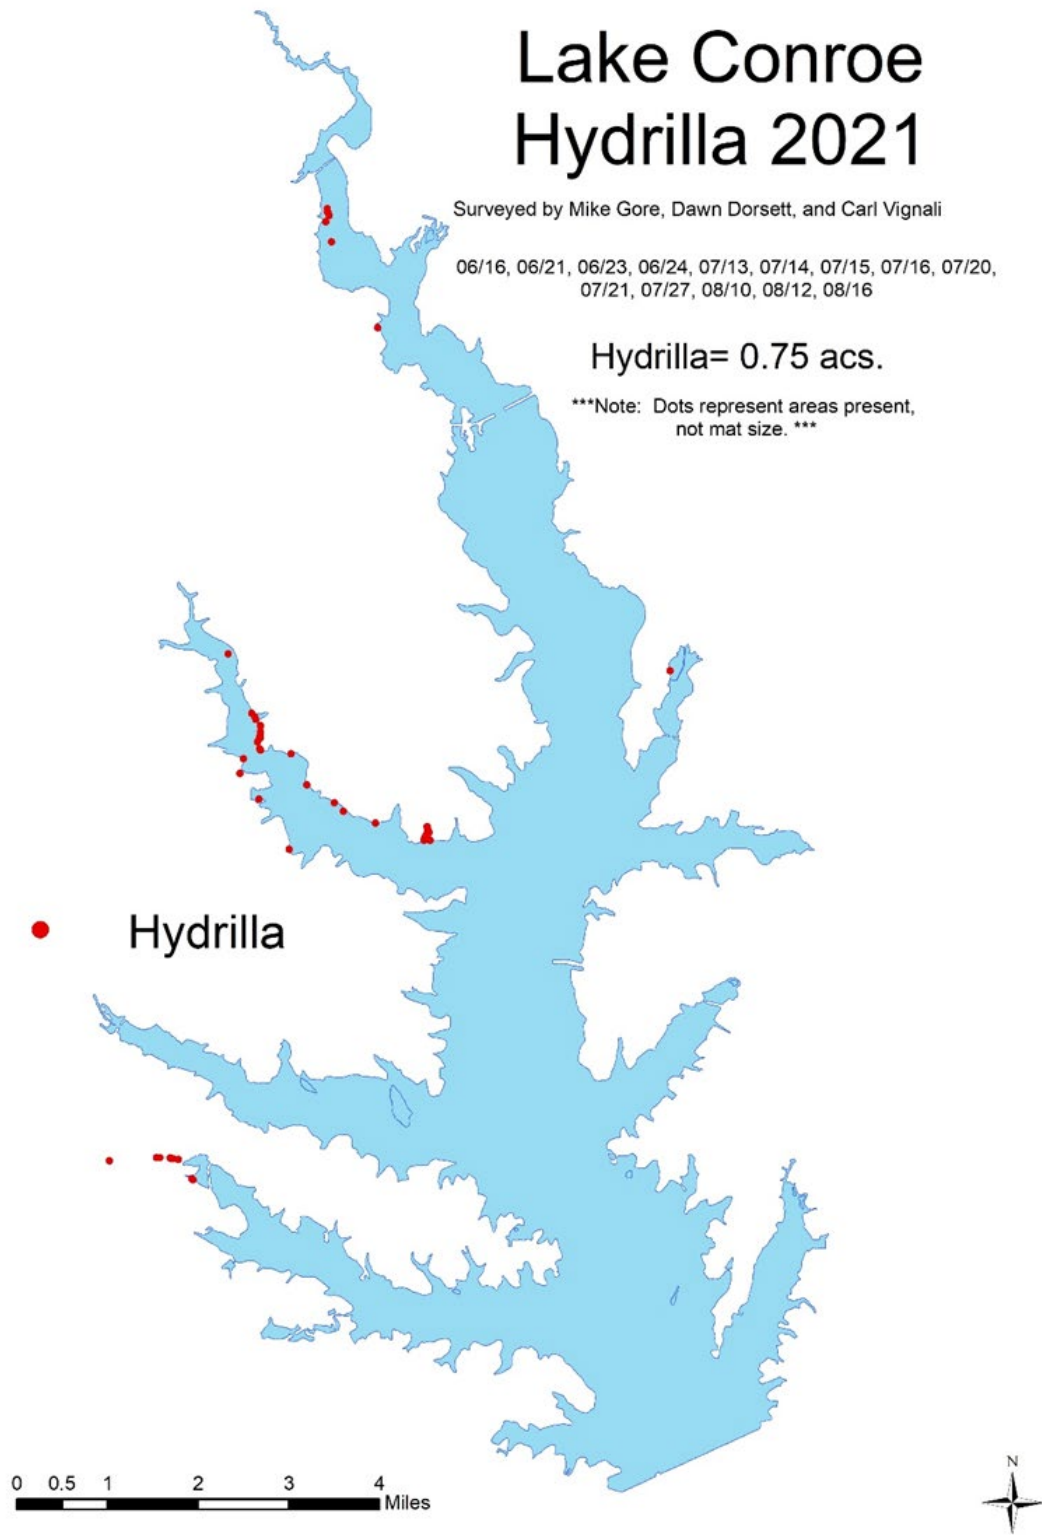 Lake Conroe
Hydrilla 2021
Surveyed by Mike Gore, Dawn Dorsett, and Carl Vignali
06/16, 06/21, 06/23, 06/24, 07/13, 07/14, 07/15, 07/16, 07/20,
07/21, 07/27, 08/10, 08/12, 08/16
Hydrilla= 0.75 acs.
***Note:  Dots represent areas present,
not mat size. ***
Hydrilla
0 0.5 1 2 3 4
Miles
N